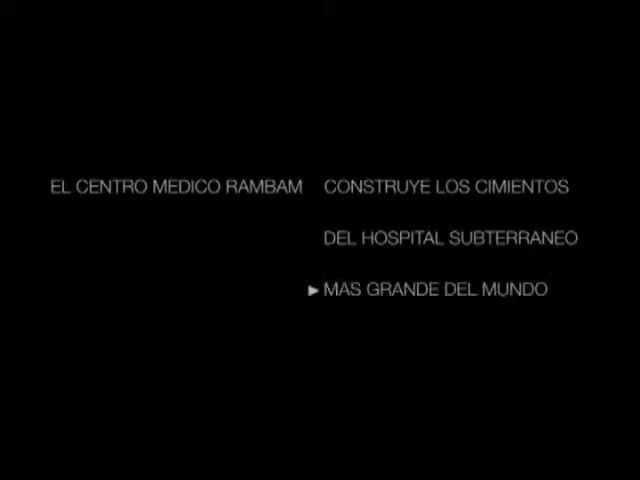 EL CENTRO MEDICO RAMBAM CONSTRUYE LOS CIMIENTOS
DEL HOSPITAL SUBTERRANEO
▶ MAS GRANDE DEL MUNDO